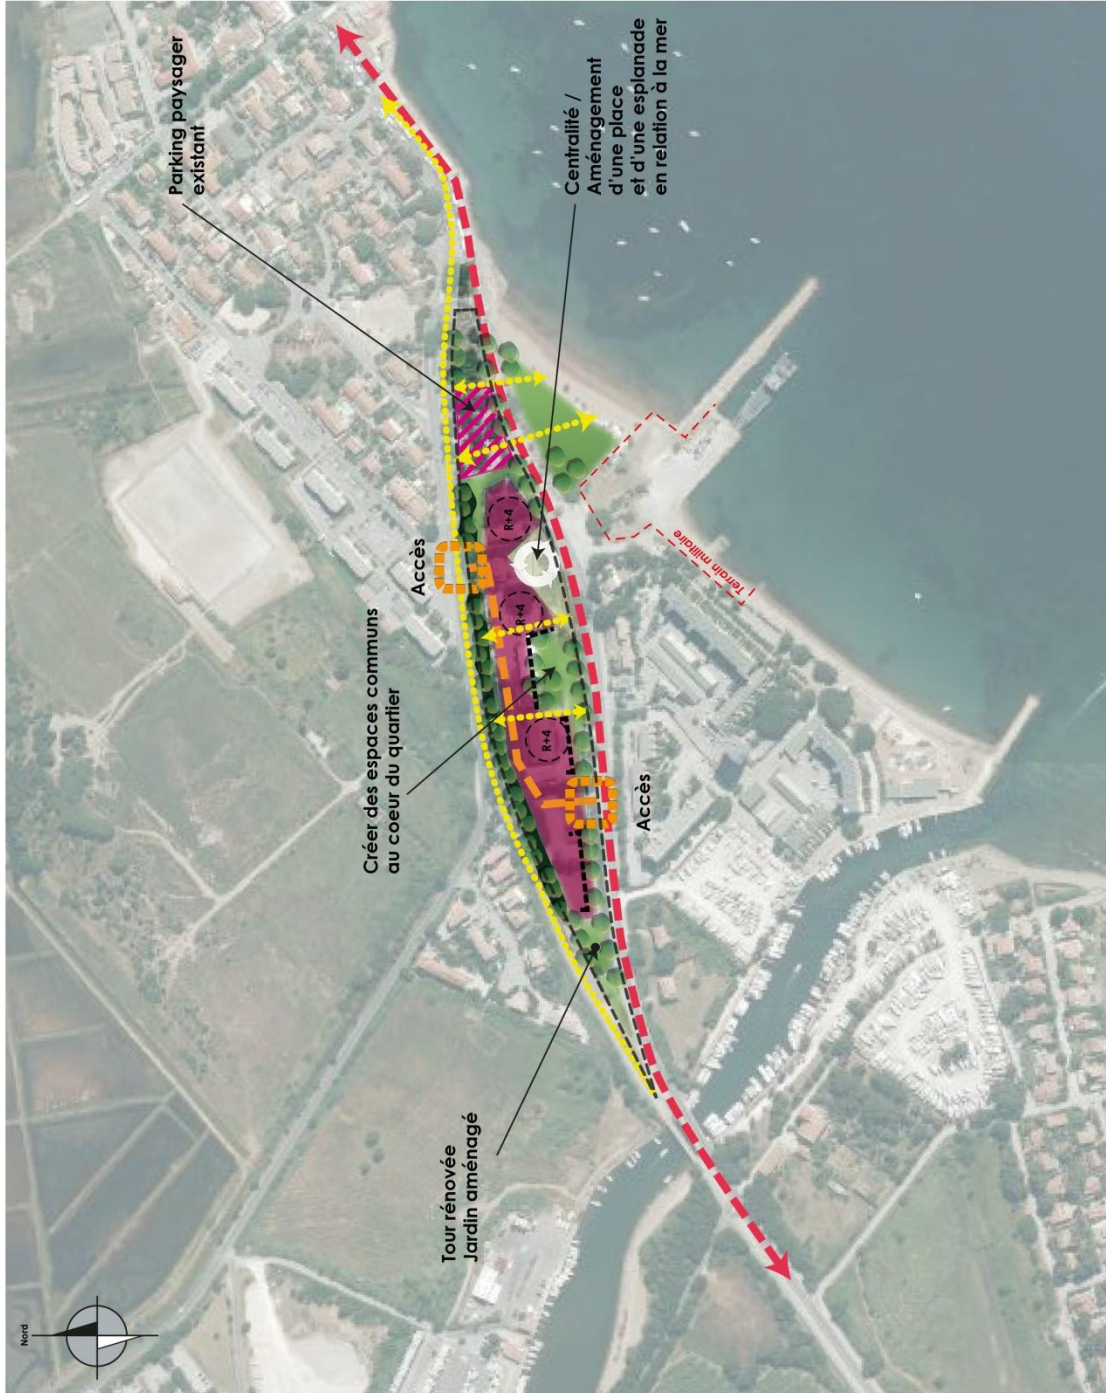 Nord
Tour rénovée
Jardin aménagé
Créer des espaces communs
au coeur du quartier
Accès
Parking paysager
existant
R+4
R+4
R+4
Accès
Terrain militaire
Centralité /
Aménagement
d'une place
et d'une esplanade
en relation à la mer